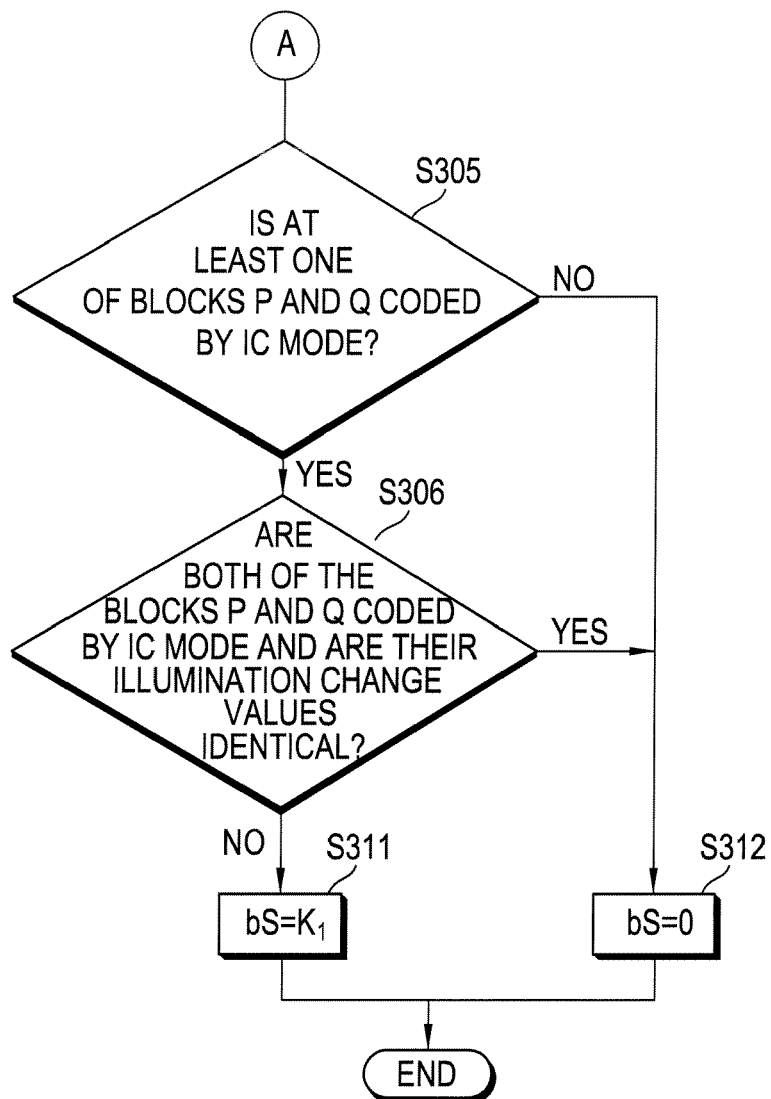 A
S305
IS AT
LEAST ONE
OF BLOCKS P AND Q CODED
BY IC MODE?
NO
YES
S306
ARE
BOTH OF THE
BLOCKS P AND Q CODED
BY IC MODE AND ARE THEIR
ILLUMINATION CHANGE
VALUES
IDENTICAL?
YES
NO
S311
bS=K₁
S312
bS=0
END